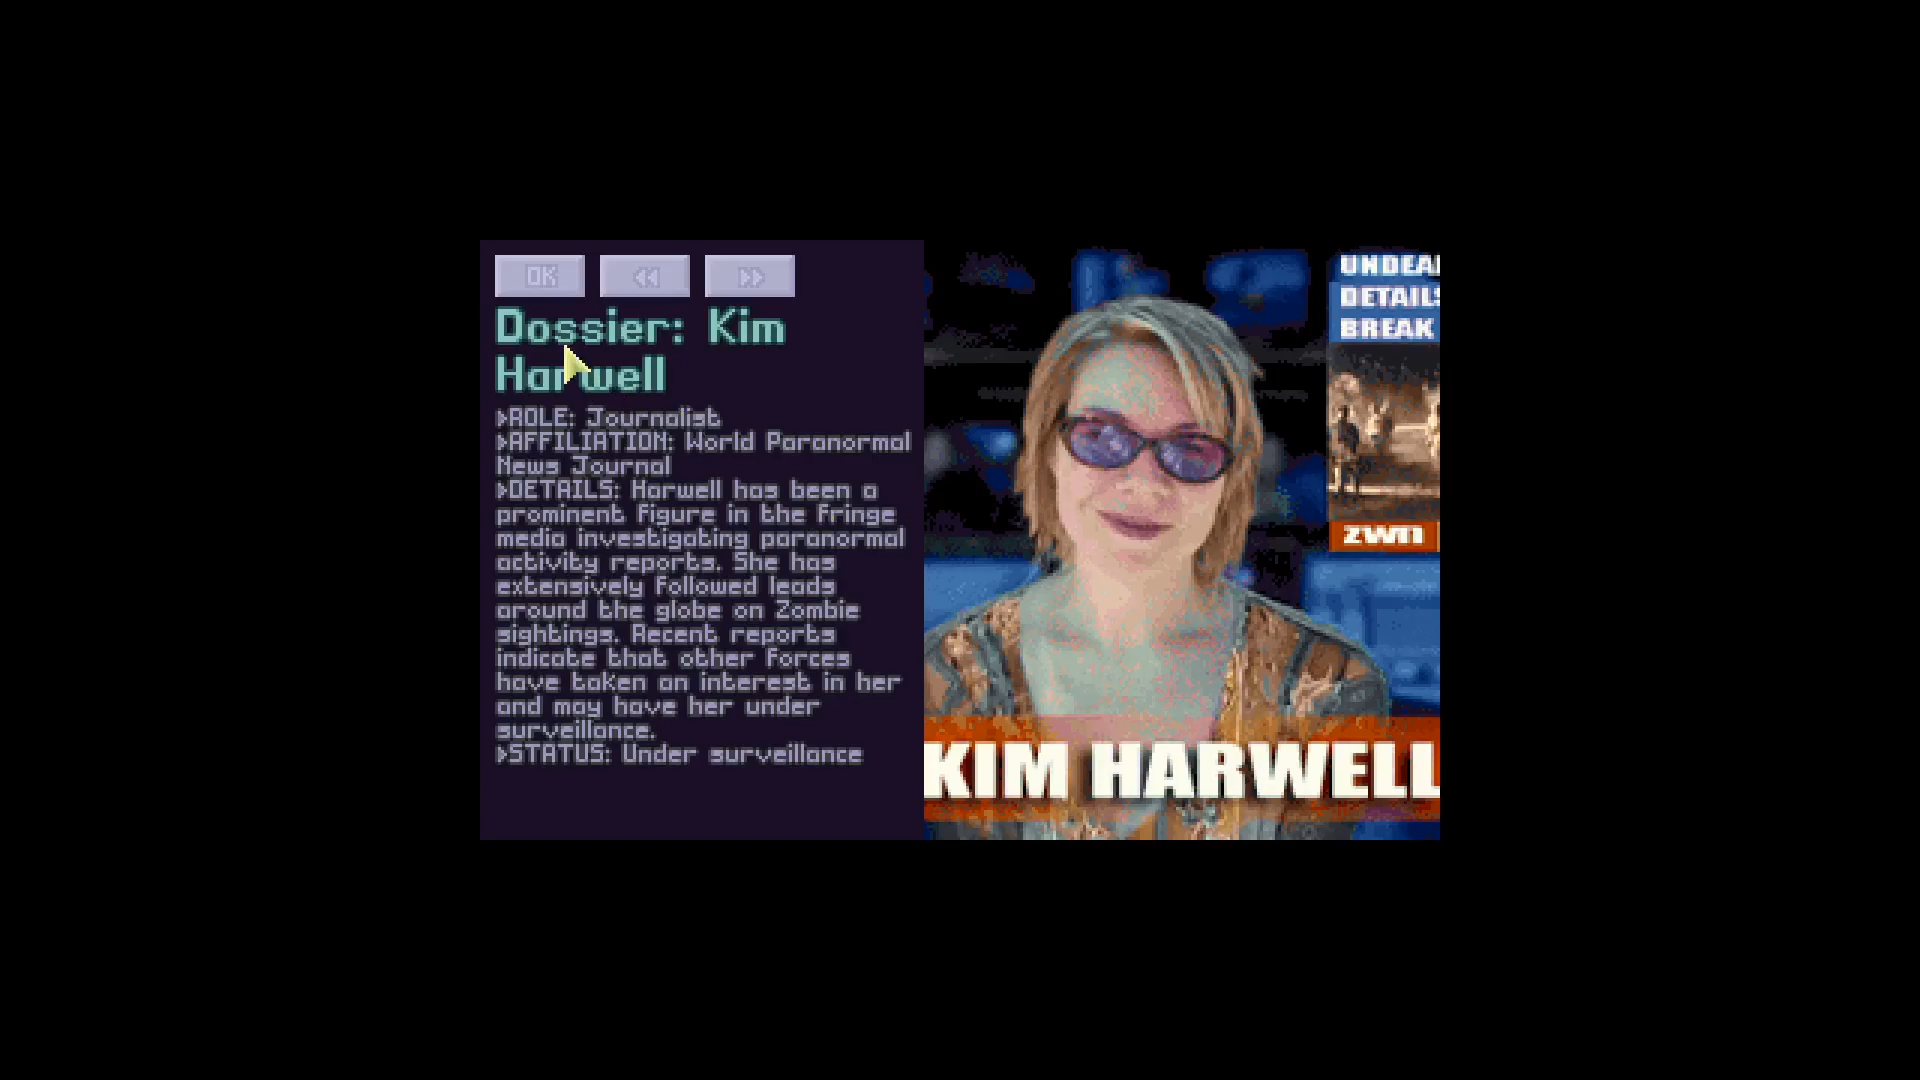 OK
Dossier: Kim
Harwell
ROLE: Journalist
AFFILIATION: World Paranormal
News Journal
DETAILS: Harwell has been a
prominent figure in the fringe
media investigating paranormal
activity reports. She has
extensively followed leads
around the globe on Zombie
sightings. Recent reports
indicate that other forces
have taken an interest in her
and may have her under
surveillance.
STATUS: Under surveillance
UNDEA
DETAILS
BREAK
ZWN
KIM HARWELL